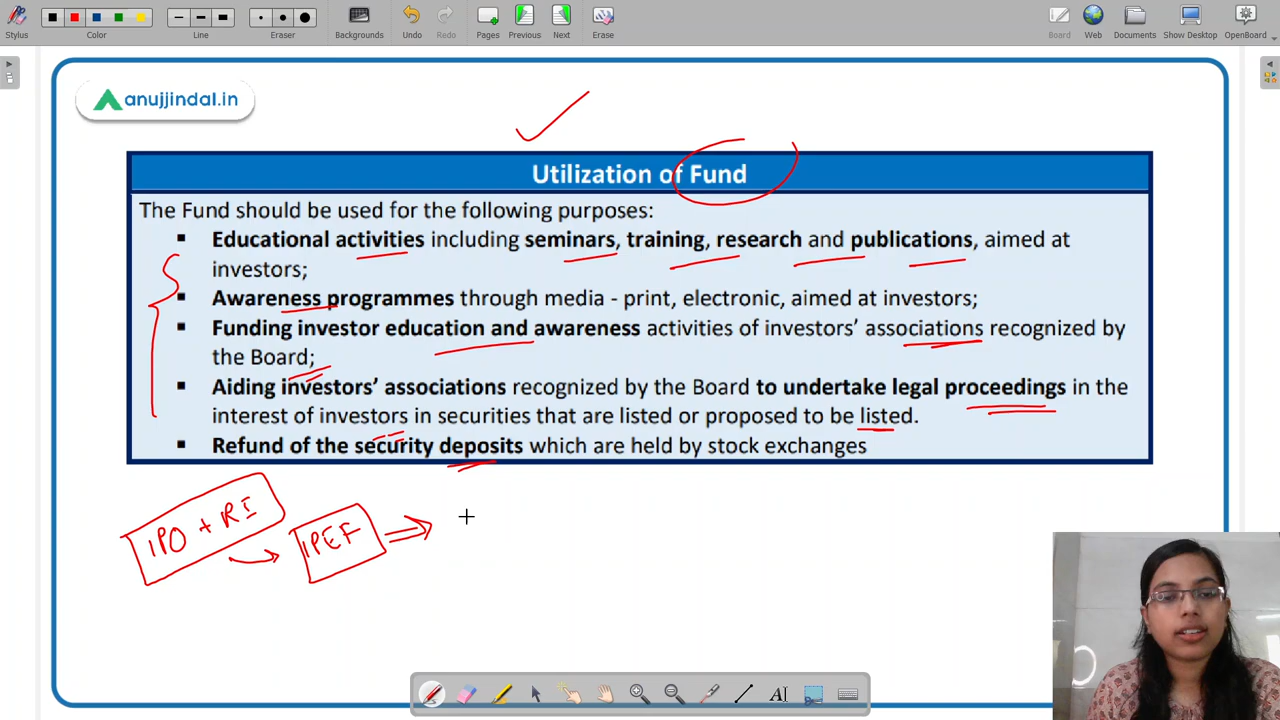 Stylus
Color
Line
Eraser
Backgrounds
Undo
Redo
Pages
Previous
Next
Erase
Board
Web
Documents
Show Desktop
OpenBoard
anujjindal.in
Utilization of Fund
The Fund should be used for the following purposes:
▪ Educational activities including seminars, training, research and publications, aimed at
investors;
▪ Awareness programmes through media - print, electronic, aimed at investors;
▪ Funding investor education and awareness activities of investors’ associations recognized by
the Board;
▪ Aiding investors’ associations recognized by the Board to undertake legal proceedings in the
interest of investors in securities that are listed or proposed to be listed.
▪ Refund of the security deposits which are held by stock exchanges
IPO + RI
IPEF